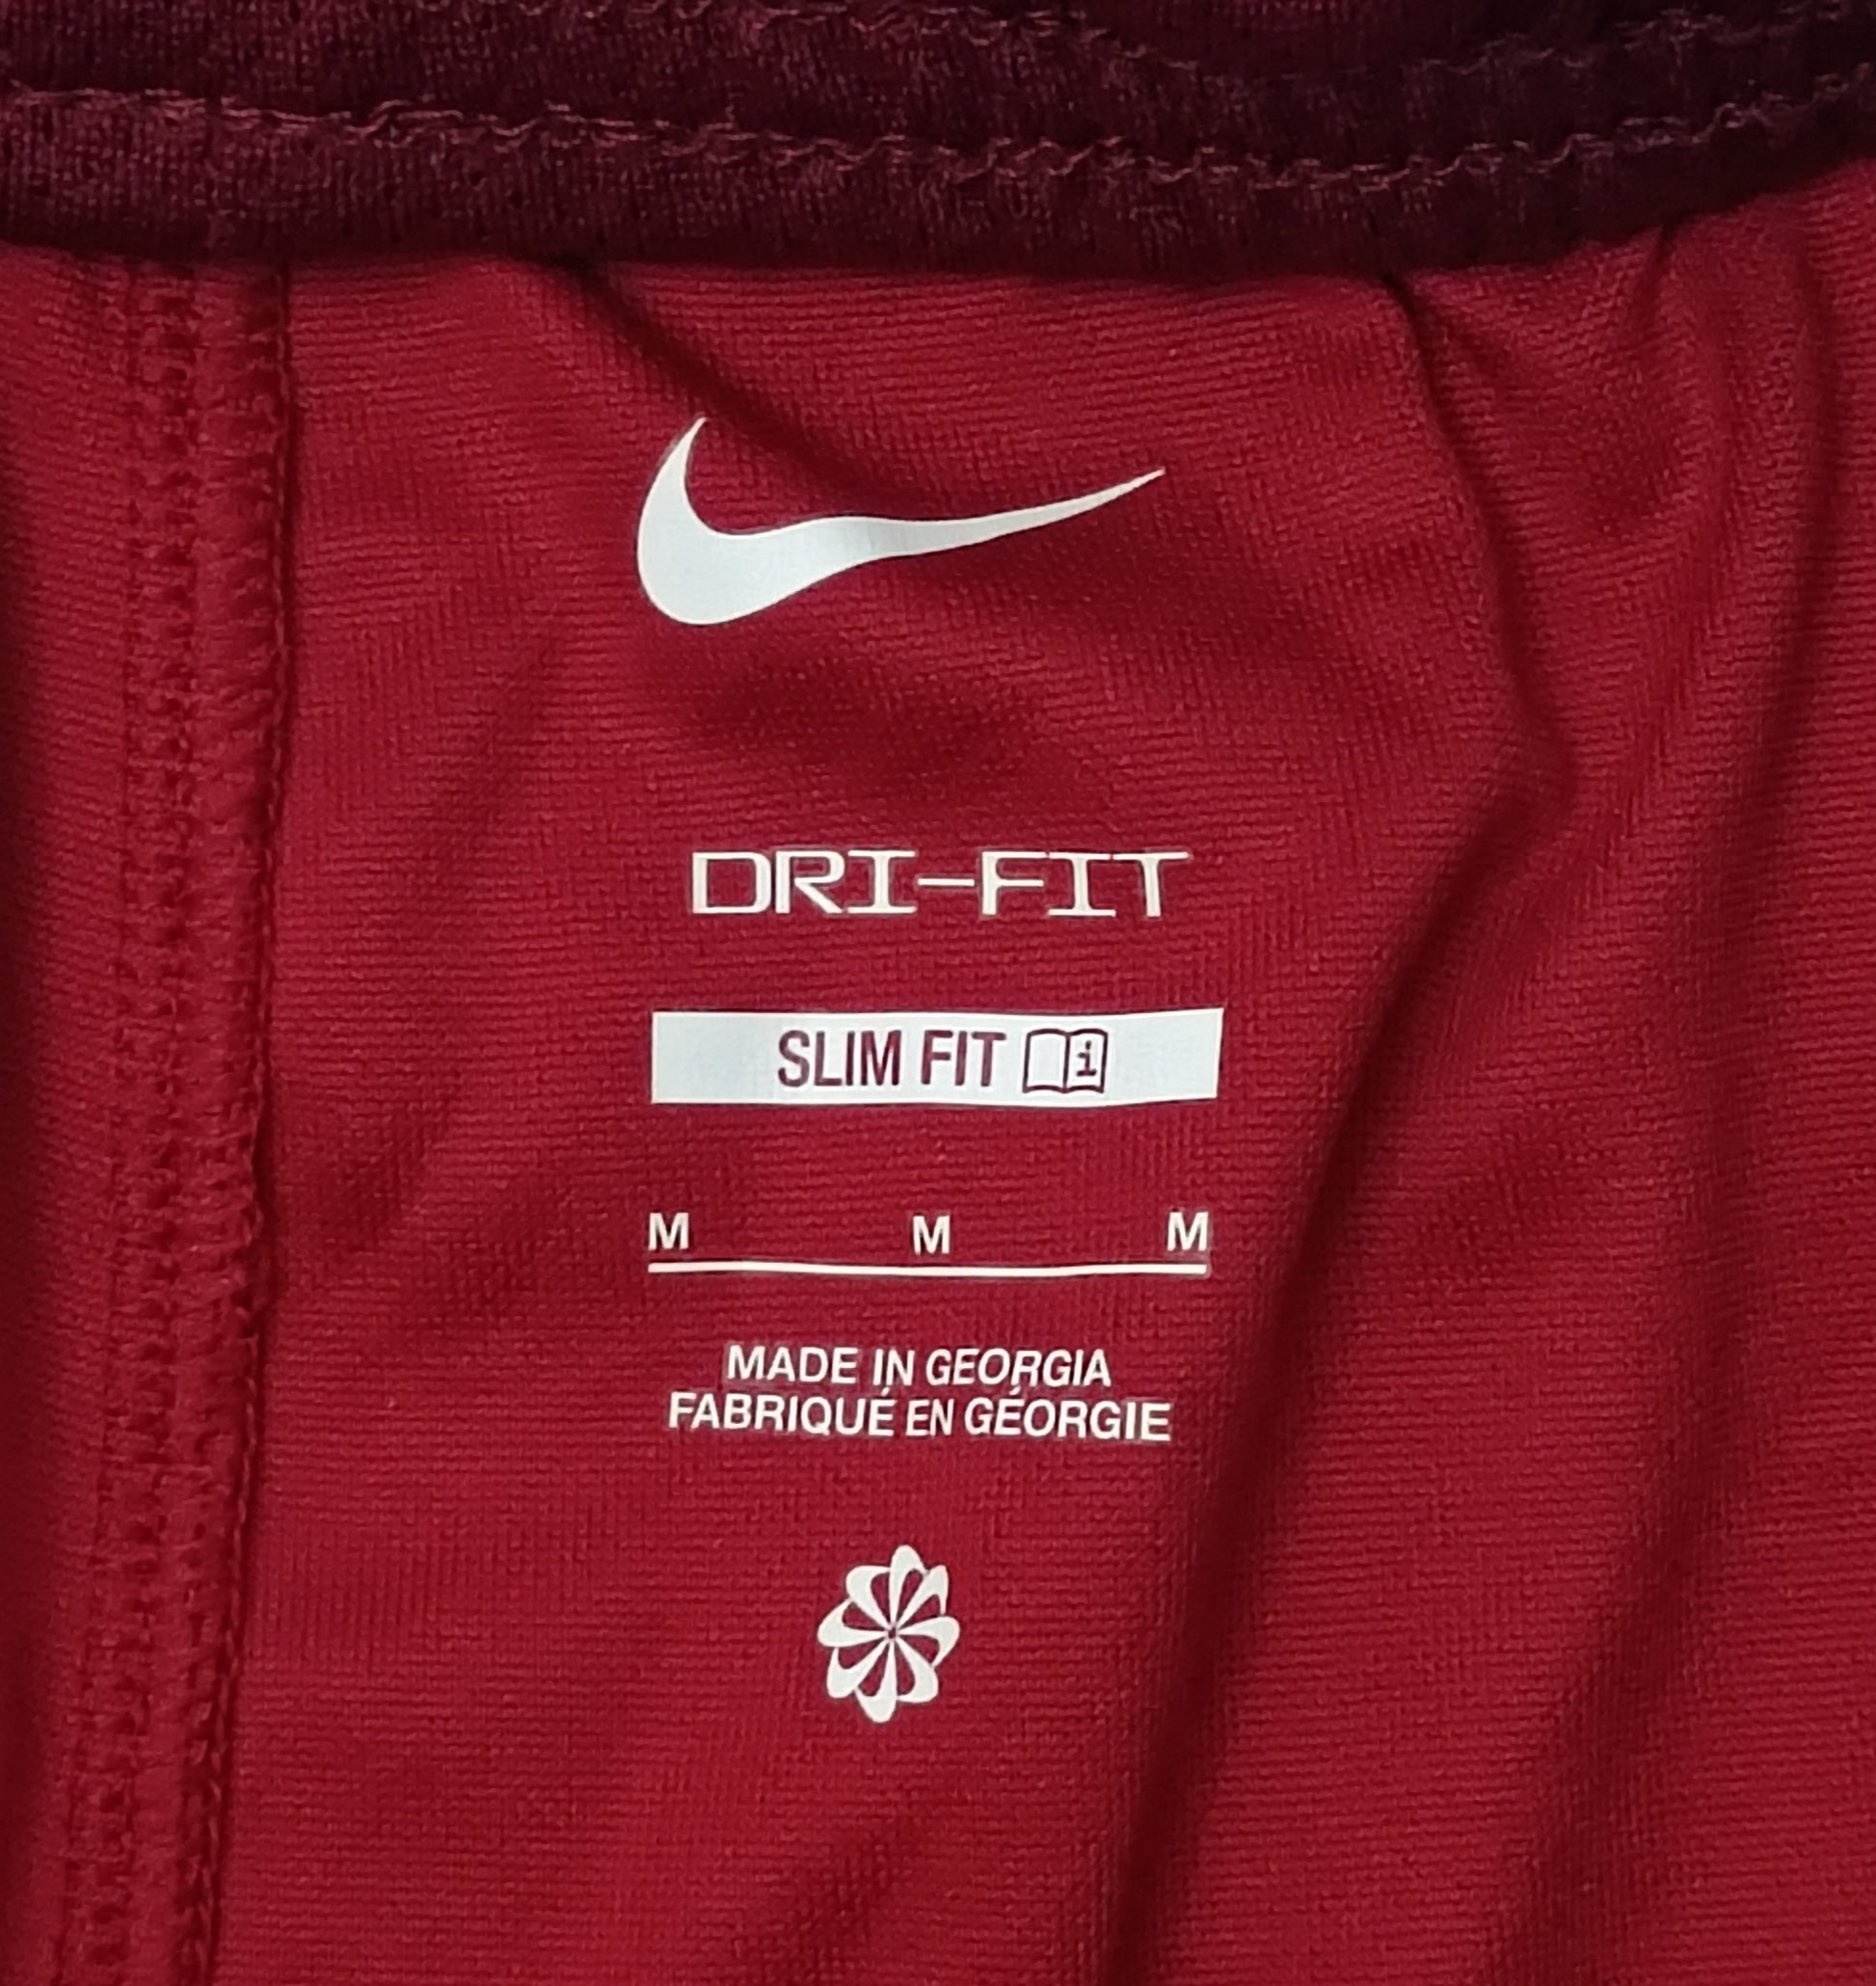 DRI-FIT
SLIM FIT i
M M M
MADE IN GEORGIA
FABRIQUÉ EN GÉORGIE